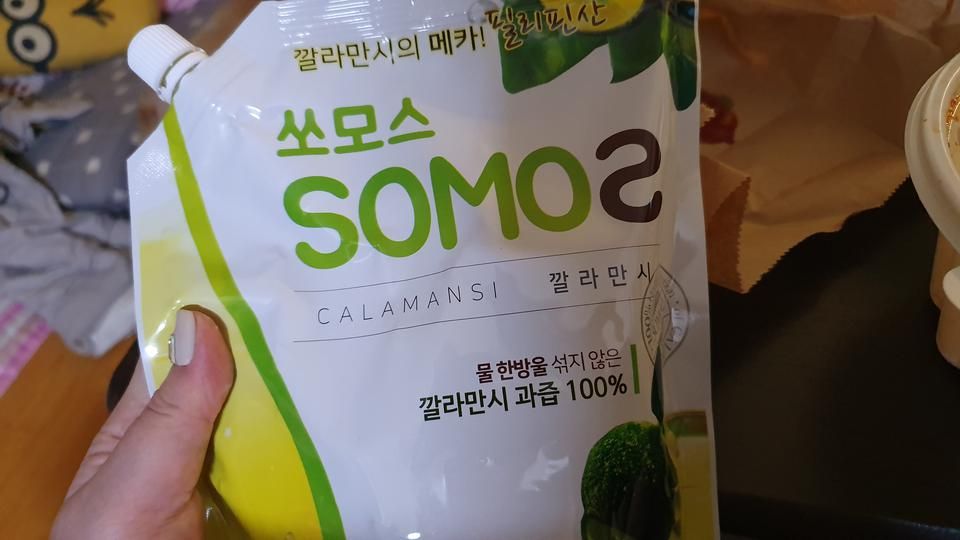 깔라만시의 메카! 필리핀산
쏘모스
SOMOS
CALAMANSI 깔라만시
물 한방울 섞지 않은
깔라만시 과즙 100%